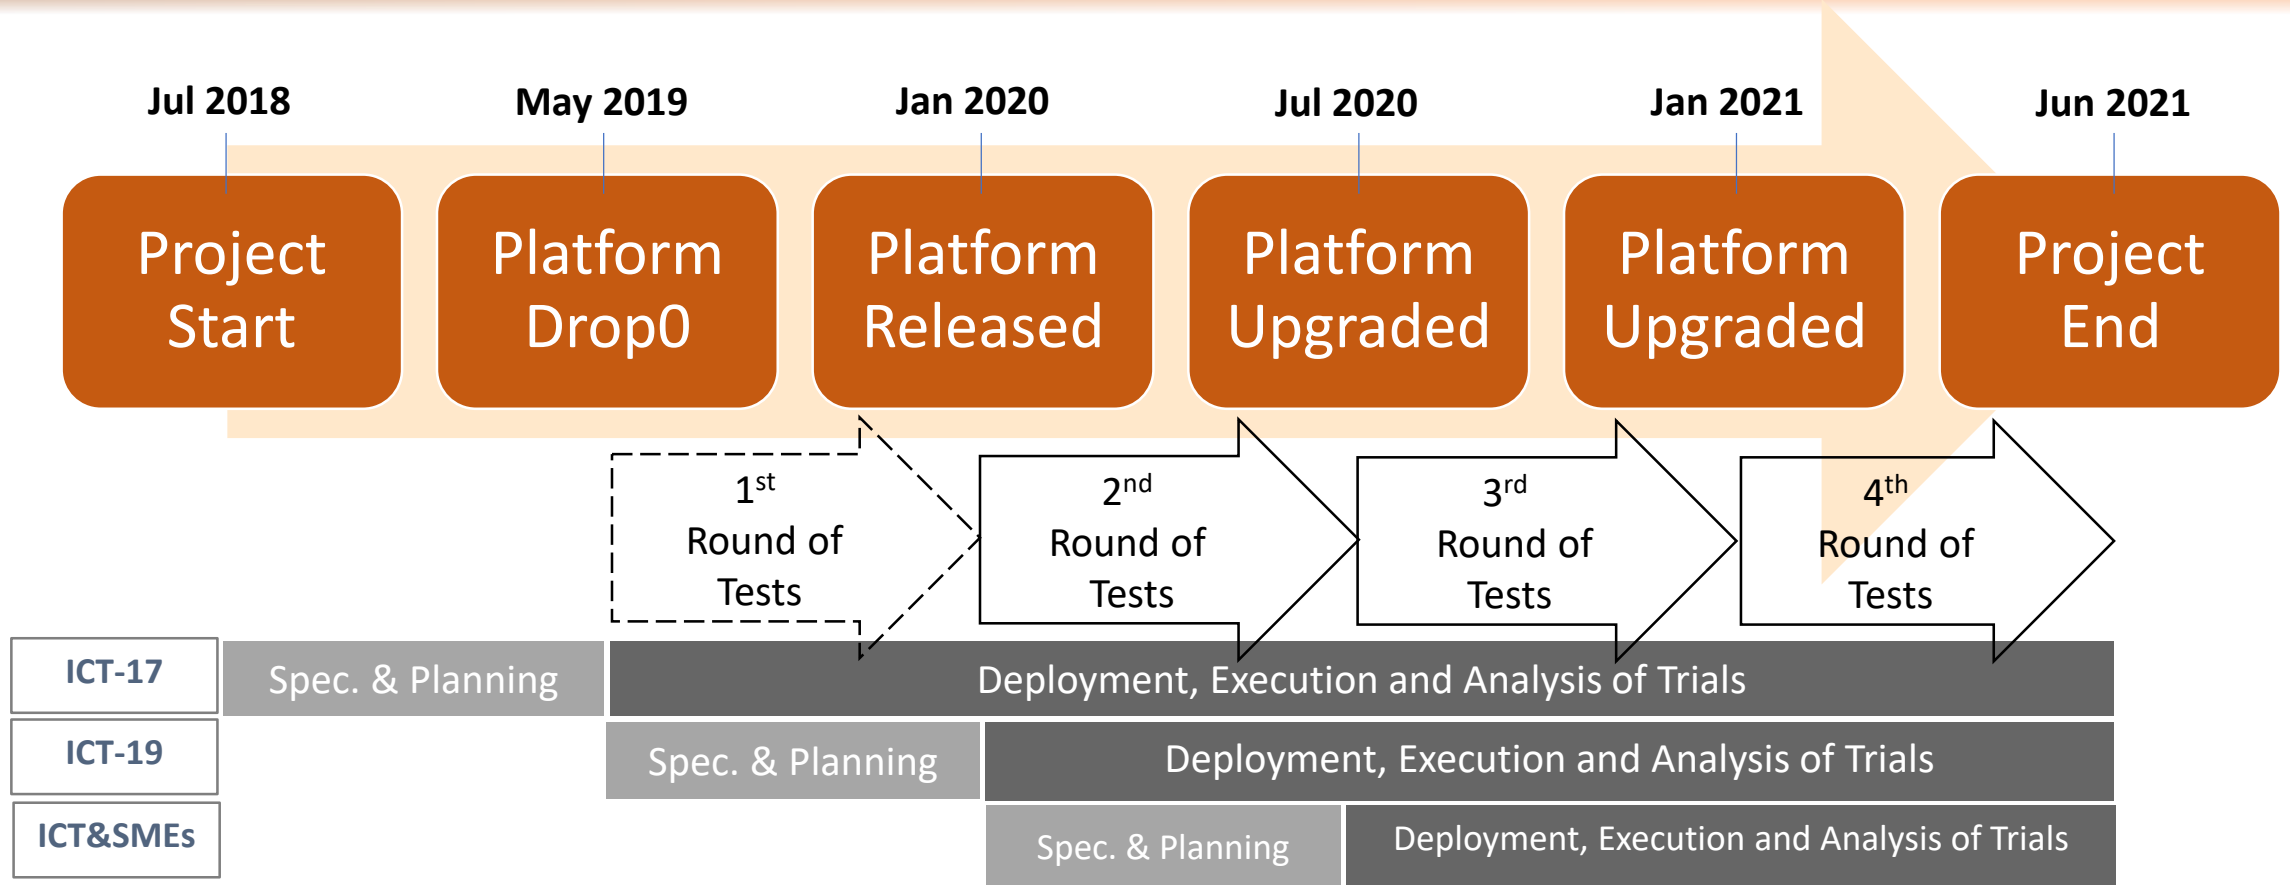 Jul 2018
May 2019
Jan 2020
Jul 2020
Jan 2021
Jun 2021
Project
Start
Platform
Drop0
Platform
Released
Platform
Upgraded
Platform
Upgraded
Project
End
1st
Round of
Tests
2nd
Round of
Tests
3rd
Round of
Tests
4th
Round of
Tests
ICT-17
Spec. & Planning
Deployment, Execution and Analysis of Trials
ICT-19
Spec. & Planning
Deployment, Execution and Analysis of Trials
ICT&SMEs
Spec. & Planning
Deployment, Execution and Analysis of Trials